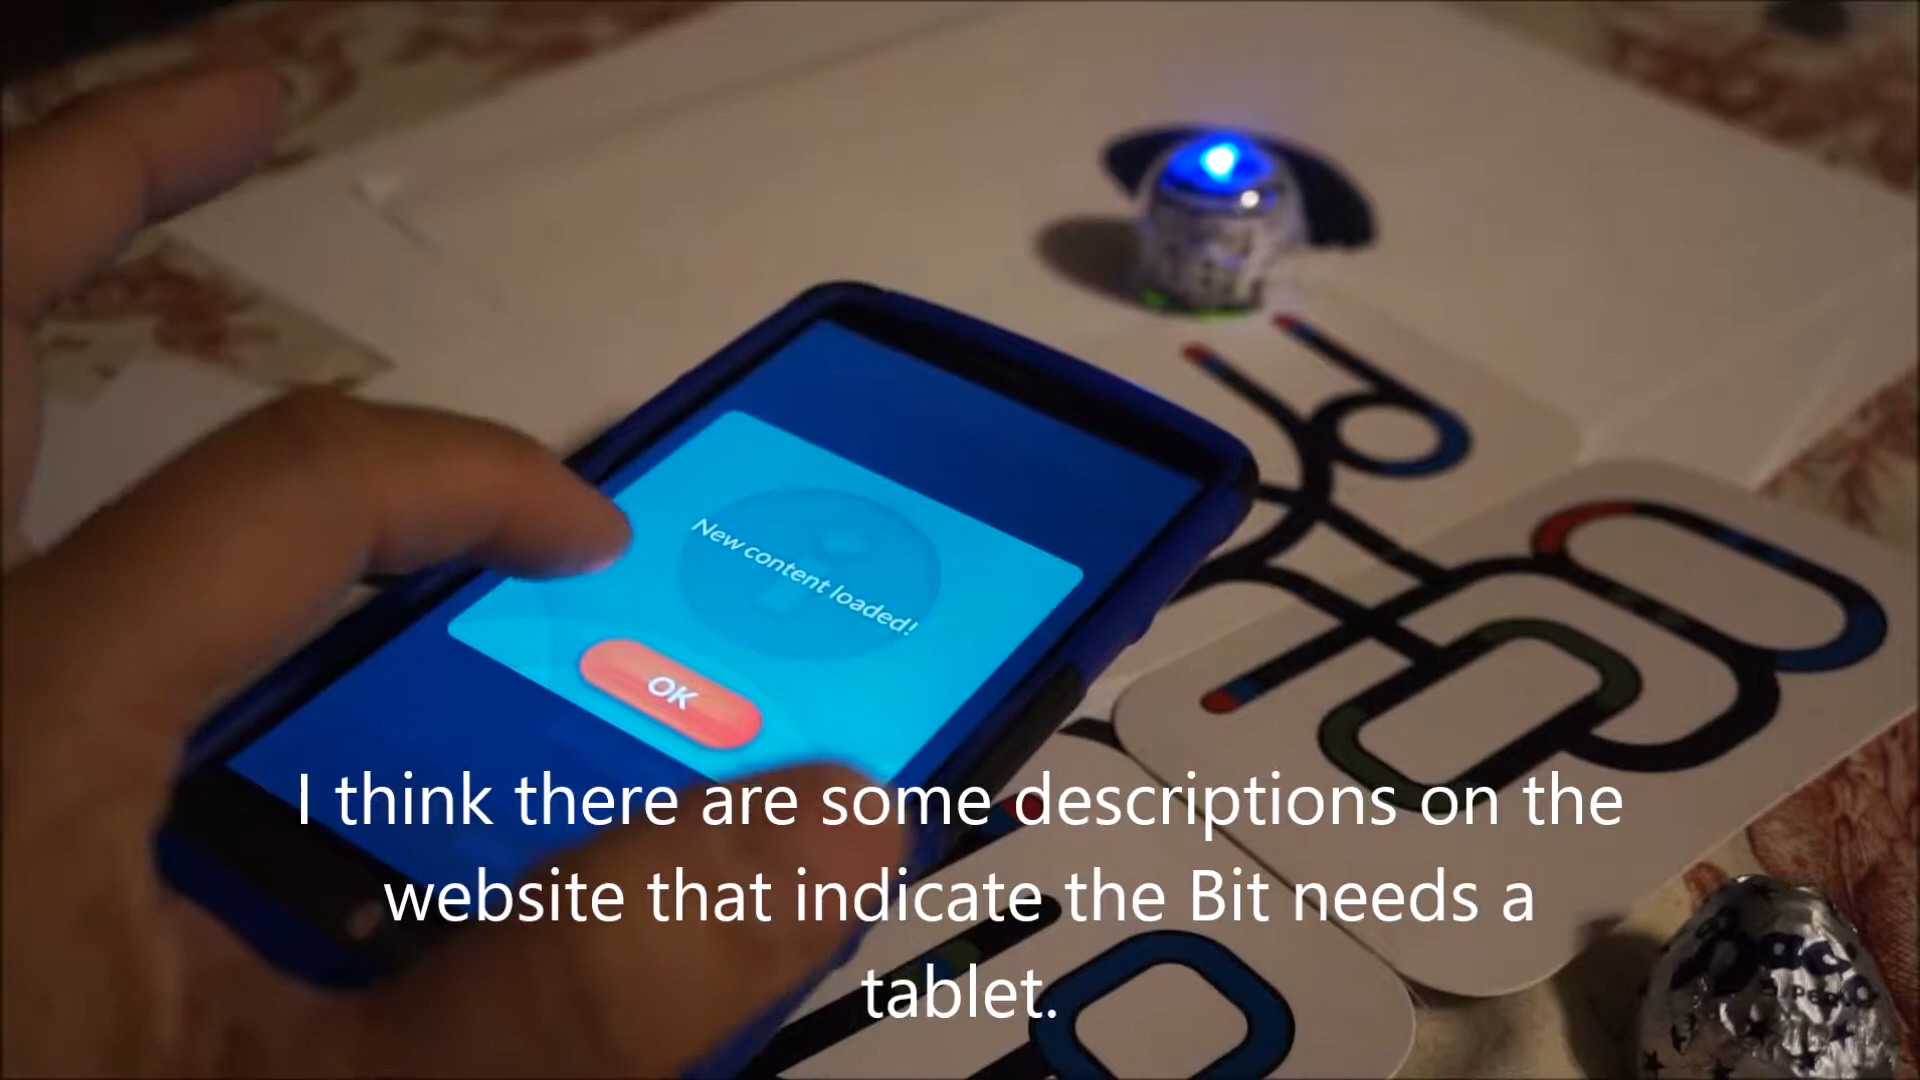 New content loaded!
OK
I think there are some descriptions on the
website that indicate the Bit needs a
tablet.